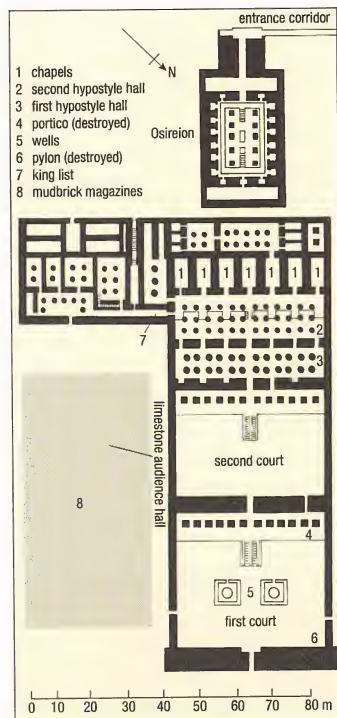 entrance corridor
N
1 chapels
2 second hypostyle hall
3 first hypostyle hall
4 portico (destroyed)
5 wells
6 pylon (destroyed)
7 king list
8 mudbrick magazines
Osireion
1 1 1 1 1 1 1
2
7
3
second court
limestone audience hall
8
4
5
first court
6
0 10 20 30 40 50 60 70 80 m